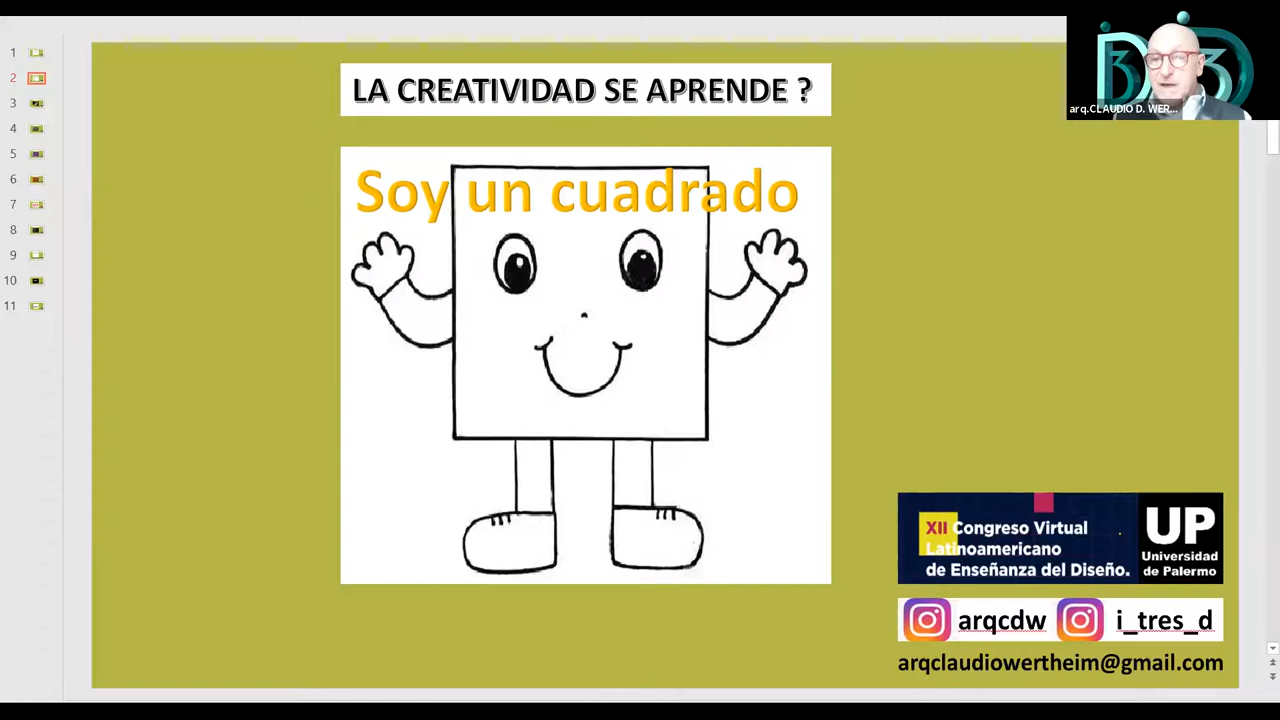 1
2
3
4
5
6
7
8
9
10
11
LA CREATIVIDAD SE APRENDE ?
Soy un cuadrado
arq.CLAUDIO D. WER...
XII Congreso Virtual
Latinoamericano
de Enseñanza del Diseño.
UP
Universidad
de Palermo
arqcdw
i_tres_d
arqclaudiowertheim@gmail.com